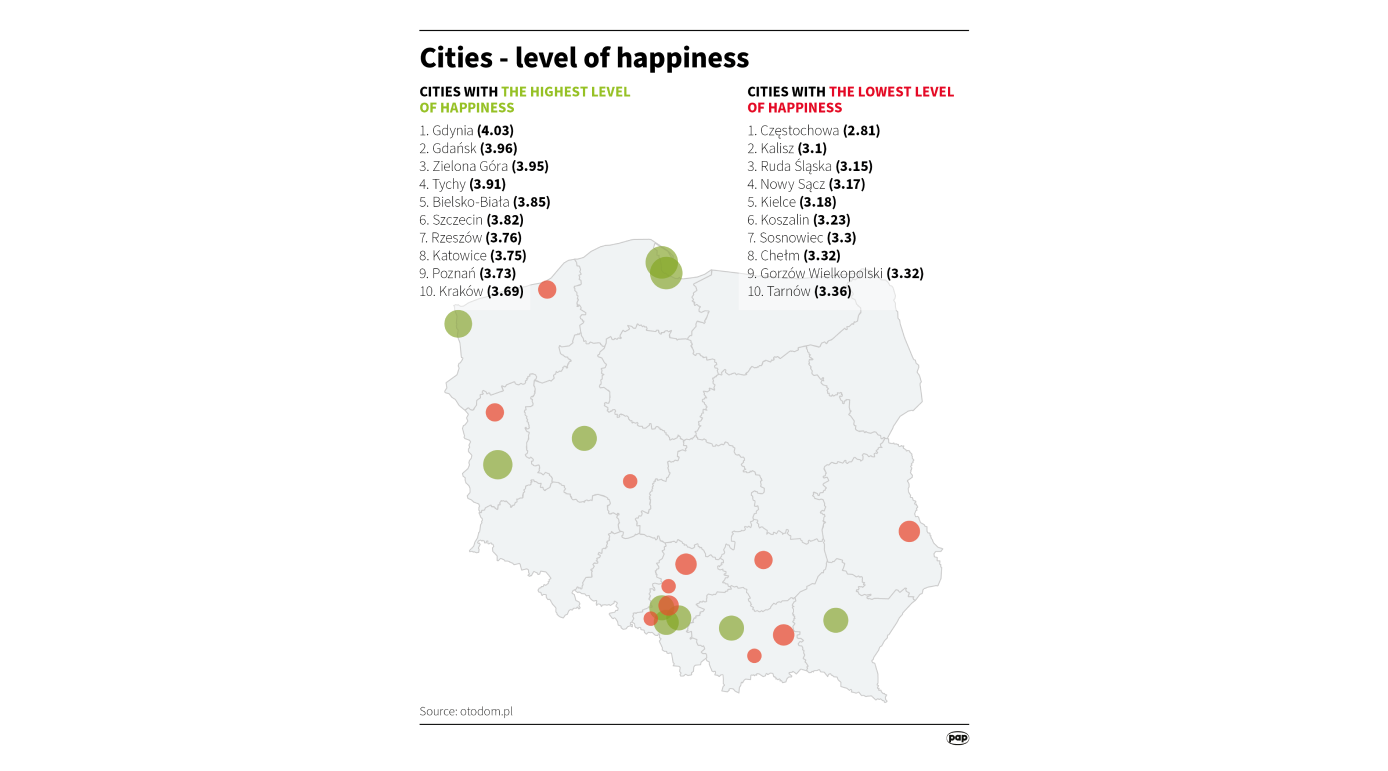 Cities - level of happiness
CITIES WITH THE HIGHEST LEVEL
OF HAPPINESS
1. Gdynia (4.03)
2. Gdańsk (3.96)
3. Zielona Góra (3.95)
4. Tychy (3.91)
5. Bielsko-Biała (3.85)
6. Szczecin (3.82)
7. Rzeszów (3.76)
8. Katowice (3.75)
9. Poznań (3.73)
10. Kraków (3.69)
CITIES WITH THE LOWEST LEVEL
OF HAPPINESS
1. Częstochowa (2.81)
2. Kalisz (3.1)
3. Ruda Śląska (3.15)
4. Nowy Sącz (3.17)
5. Kielce (3.18)
6. Koszalin (3.23)
7. Sosnowiec (3.3)
8. Chełm (3.32)
9. Gorzów Wielkopolski (3.32)
10. Tarnów (3.36)
Source: otodom.pl
pap